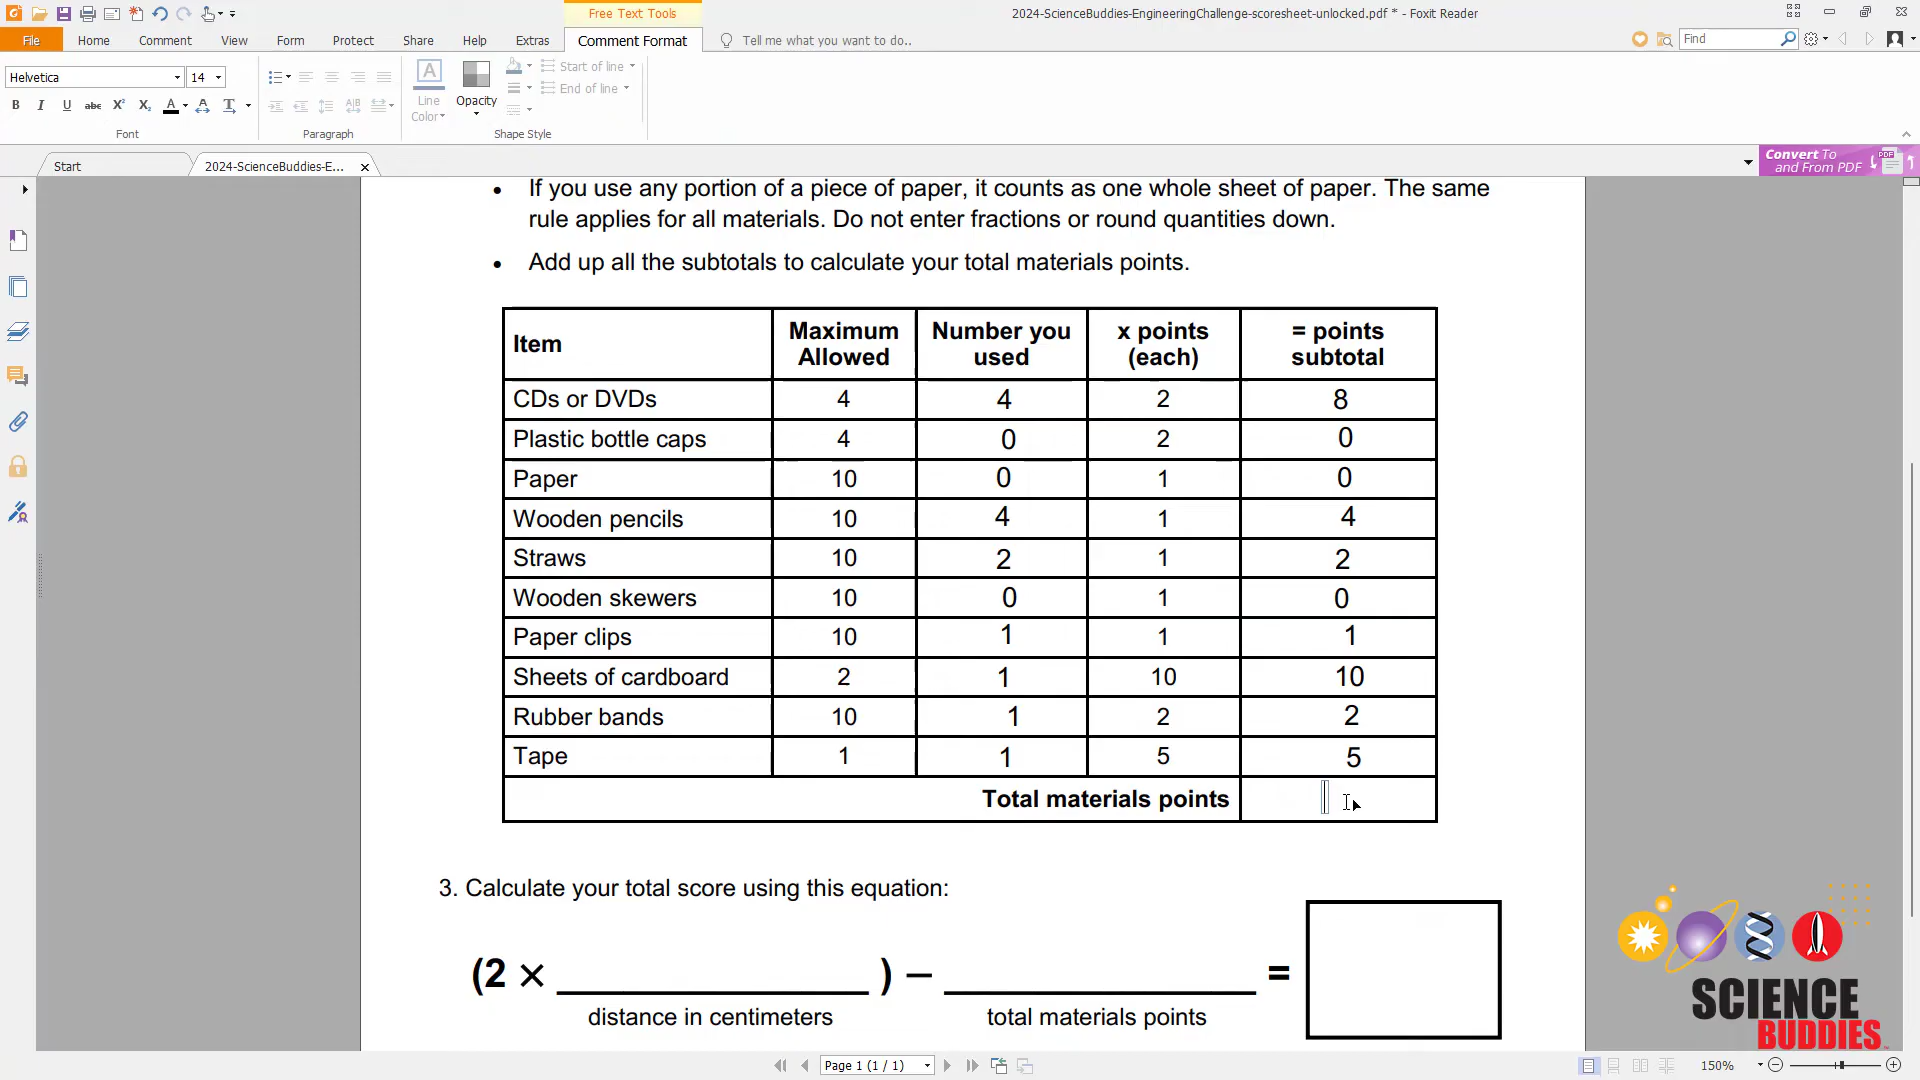 Free Text Tools
2024-ScienceBuddies-EngineeringChallenge-scoresheet-unlocked.pdf * - Foxit Reader
File Home Comment View Form Protect Share Help Extras Comment Format Tell me what you want to do.. Find
Helvetica 14
Start of line
End of line
Line Color
Opacity
Font Paragraph Shape Style
Start 2024-ScienceBuddies-E...
Convert To
and From PDF
PDF
• If you use any portion of a piece of paper, it counts as one whole sheet of paper. The same
rule applies for all materials. Do not enter fractions or round quantities down.
• Add up all the subtotals to calculate your total materials points.
Item Maximum Allowed Number you used x points (each) = points subtotal
CDs or DVDs 4 4 2 8
Plastic bottle caps 4 0 2 0
Paper 10 0 1 0
Wooden pencils 10 4 1 4
Straws 10 2 1 2
Wooden skewers 10 0 1 0
Paper clips 10 1 1 1
Sheets of cardboard 2 1 10 10
Rubber bands 10 1 2 2
Tape 1 1 5 5
Total materials points
3. Calculate your total score using this equation:
(2 × ____ ) – ____ =
distance in centimeters total materials points
SCIENCE
BUDDIES
Page 1 (1 / 1)
150%